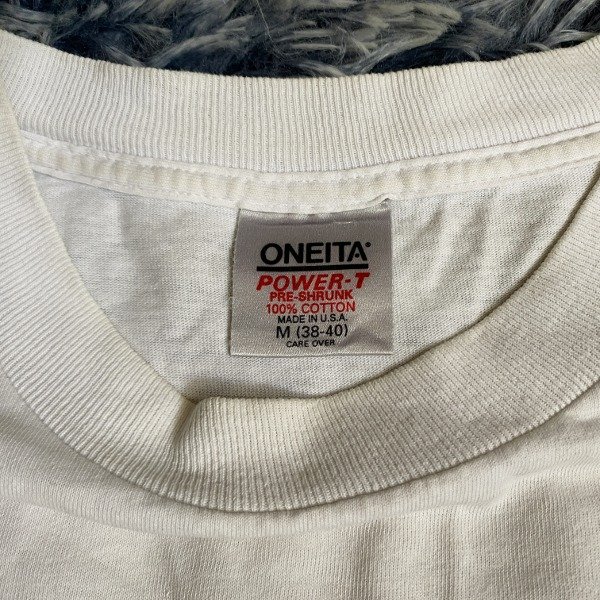 ONEITA®
POWER-T
PRE-SHRUNK
100% COTTON
MADE IN U.S.A.
M (38-40)
CARE OVER